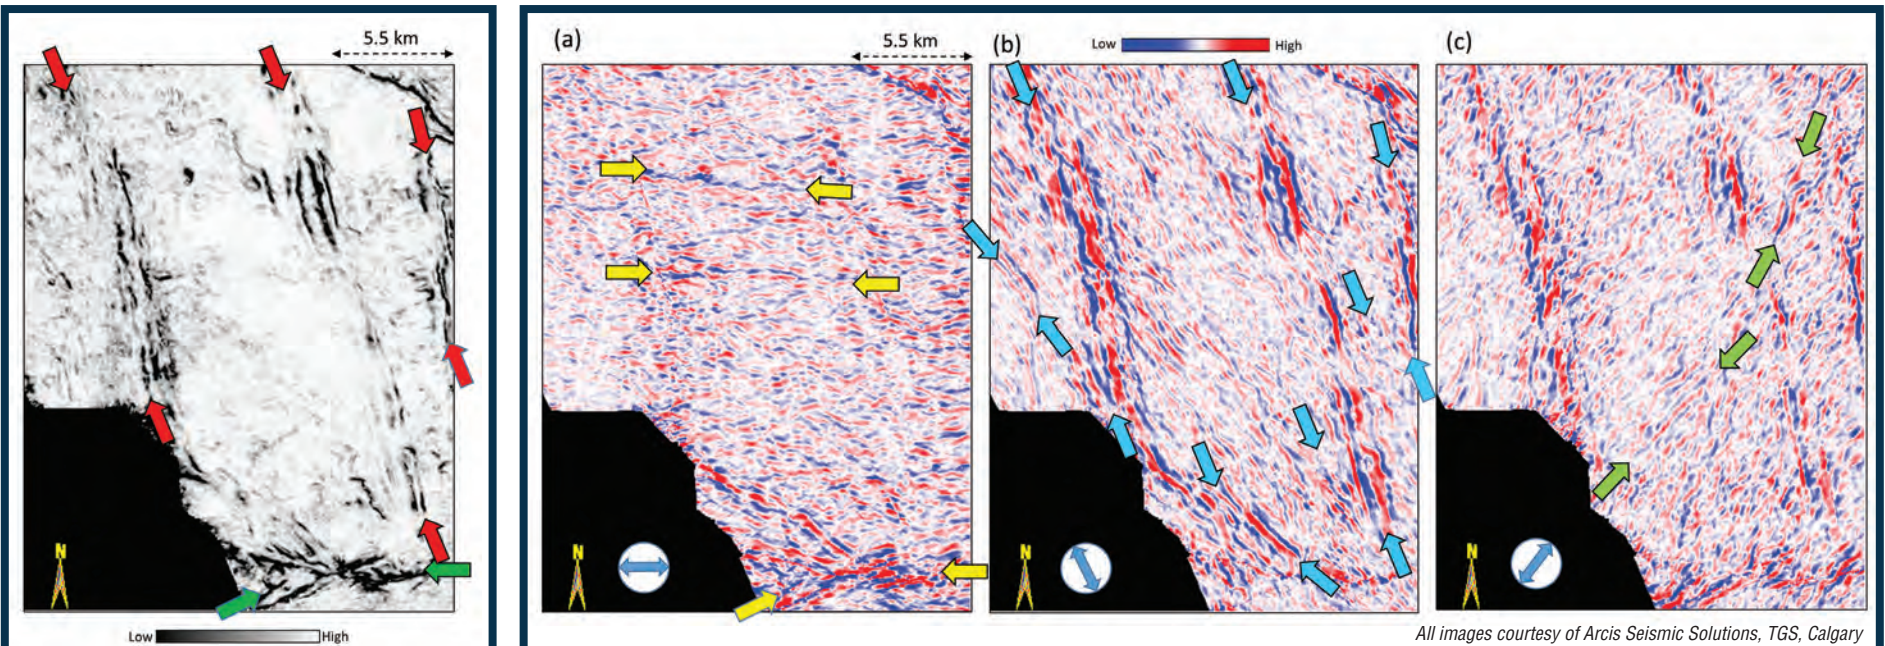 5.5 km
N
Low High
(a)
5.5 km
N
(b)
Low High
N
(c)
N
All images courtesy of Arcis Seismic Solutions, TGS, Calgary